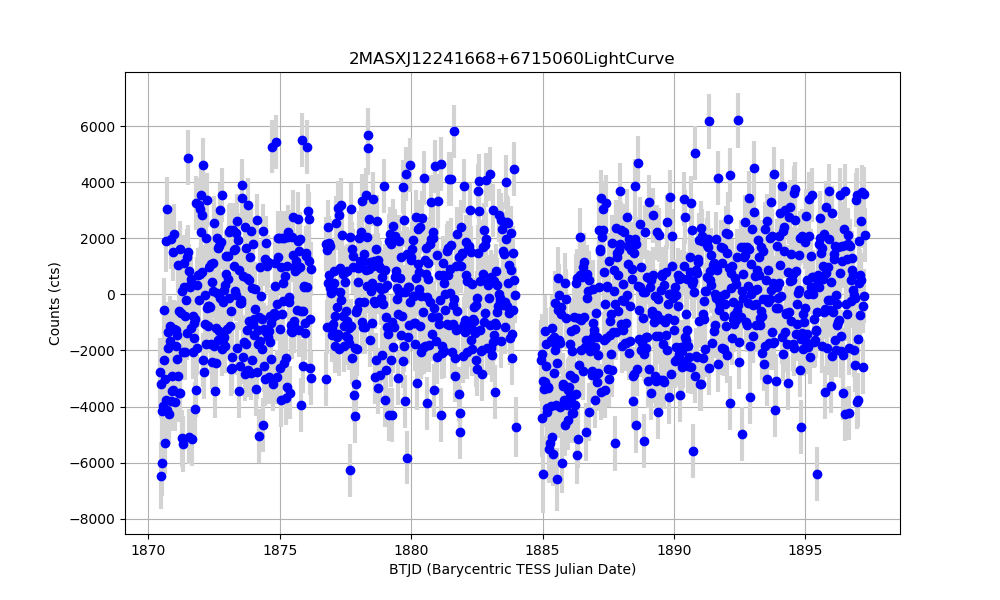 2MASXJ12241668+6715060LightCurve
6000
4000
2000
0
−2000
−4000
−6000
−8000
Counts (cts)
1870 1875 1880 1885 1890 1895
BTJD (Barycentric TESS Julian Date)